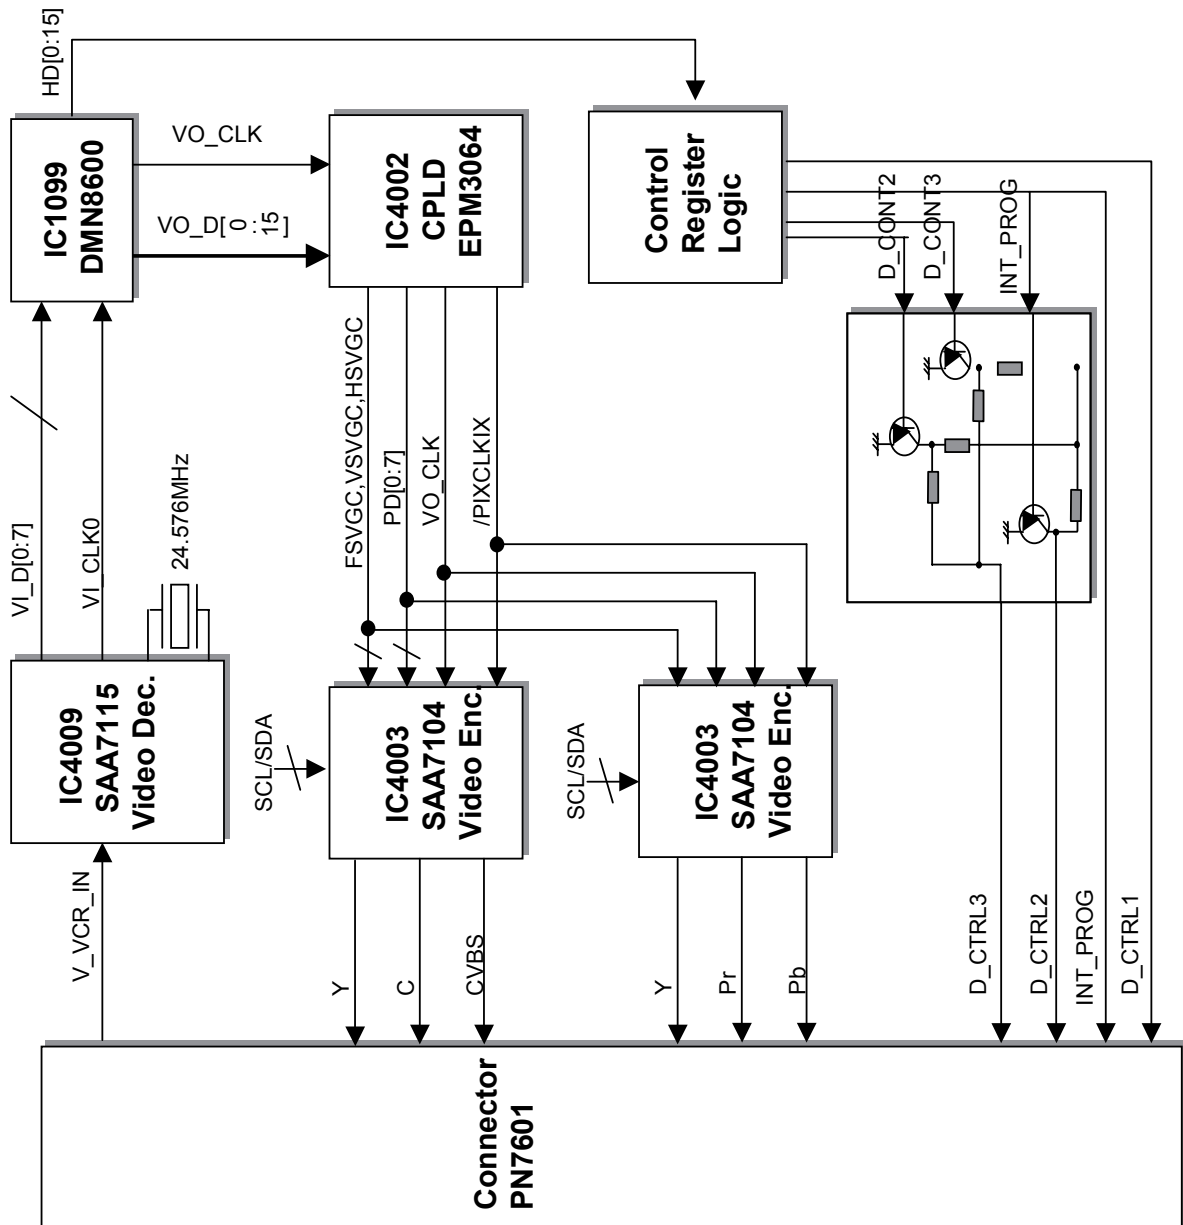 HD[0:15]
IC1099
DMN8600
VO_CLK
VO_D[0:15]
IC4002
CPLD
EPM3064
Control
Register
Logic
D_CONT2
D_CONT3
INT_PROG
VI_D[0:7]
VI_CLK0
24.576MHz
FSVGC,VSVGC,HSVGC
PD[0:7]
VO_CLK
/PIXCLKIX
IC4009
SAA7115
Video Dec.
SCL/SDA
IC4003
SAA7104
Video Enc.
SCL/SDA
IC4003
SAA7104
Video Enc.
V_VCR_IN
Y
C
CVBS
Y
Pr
Pb
D_CTRL3
D_CTRL2
INT_PROG
D_CTRL1
Connector
PN7601